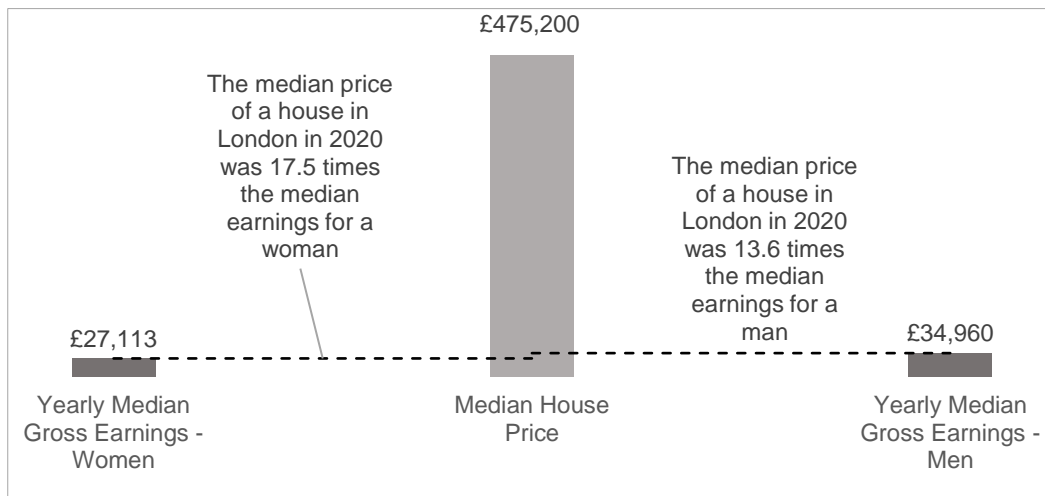 £475,200
The median price
of a house in
London in 2020
was 17.5 times
the median
earnings for a
woman
The median price
of a house in
London in 2020
was 13.6 times
the median
earnings for a
man
£27,113
£34,960
Yearly Median
Gross Earnings -
Women
Median House
Price
Yearly Median
Gross Earnings -
Men